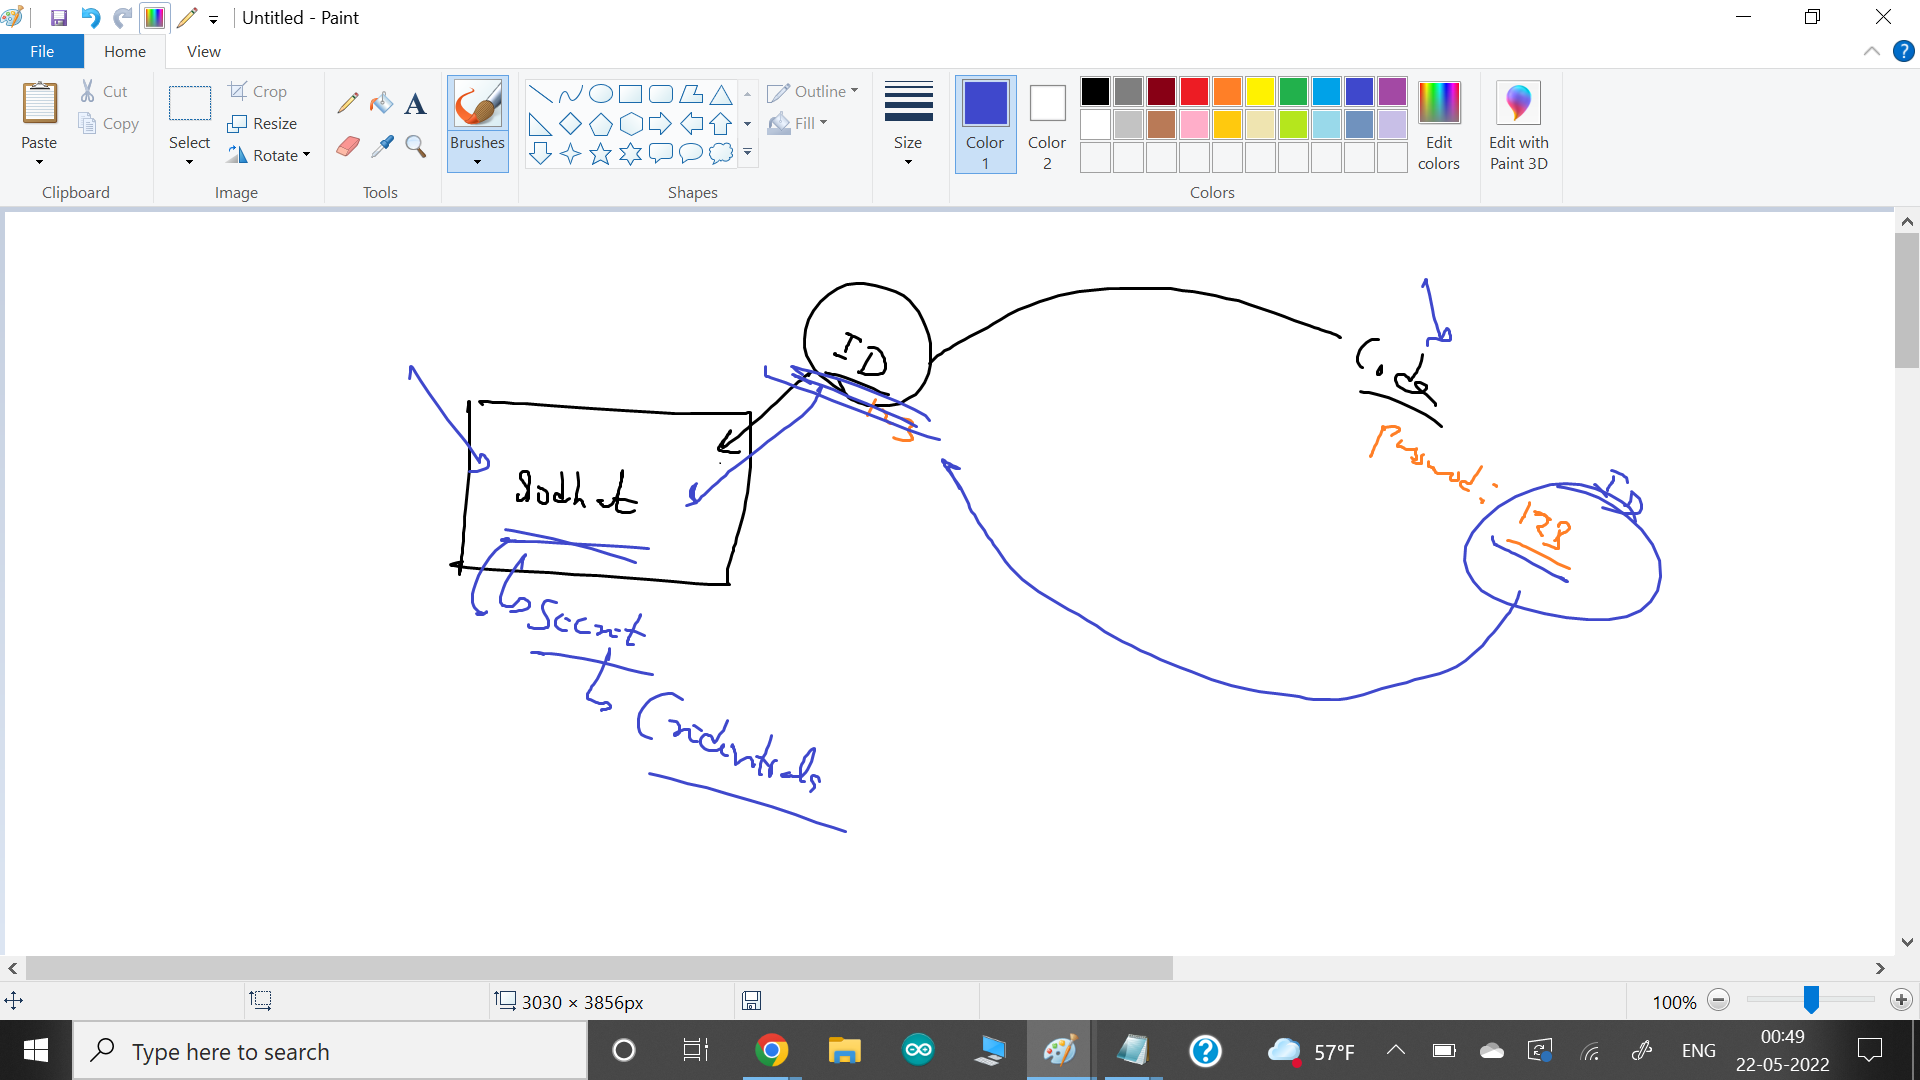 Untitled - Paint
File Home View
Paste
Cut
Copy
Clipboard
Select
Crop
Resize
Rotate
Image
Tools
Brushes
Shapes
Outline
Fill
Size
Color 1
Color 2
Colors
Edit colors
Edit with Paint 3D
ID
Password:
ID
Secret
Credentials
3030 × 3856px
100%
Type here to search
57°F
ENG
00:49
22-05-2022